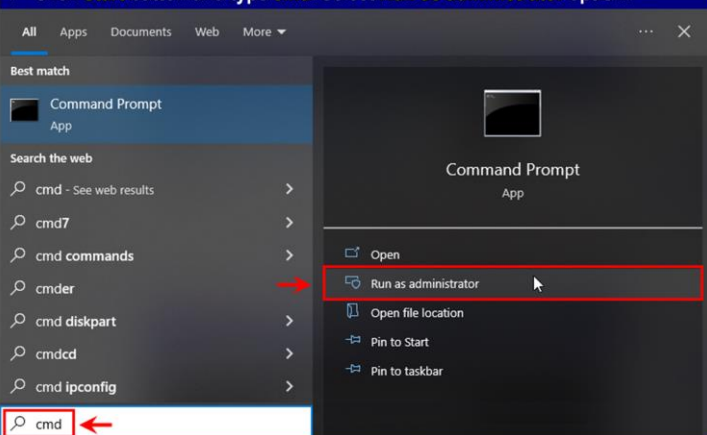 All Apps Documents Web More
Best match
Command Prompt
App
Search the web
cmd - See web results
cmd7
cmd commands
cmder
cmd diskpart
cmdcd
cmd ipconfig
cmd
Command Prompt
App
Open
Run as administrator
Open file location
Pin to Start
Pin to taskbar